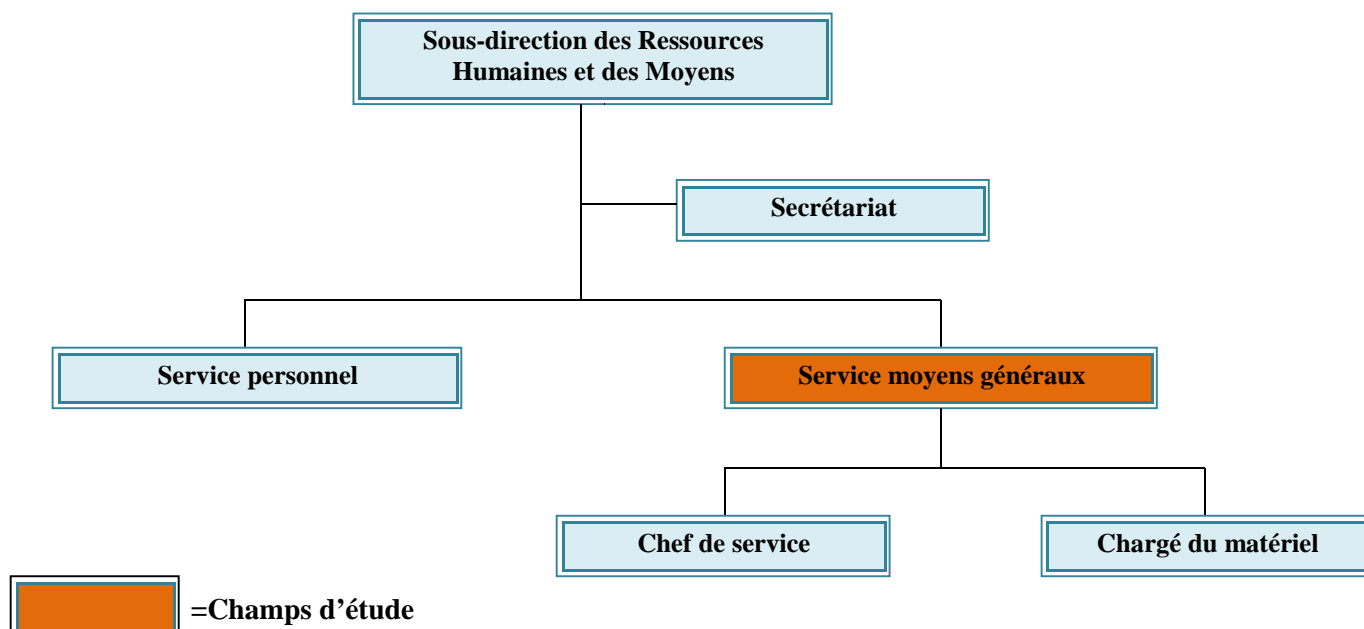 Sous-direction des Ressources
Humaines et des Moyens
Secrétariat
Service personnel
Service moyens généraux
Chef de service
Chargé du matériel
=Champs d’étude